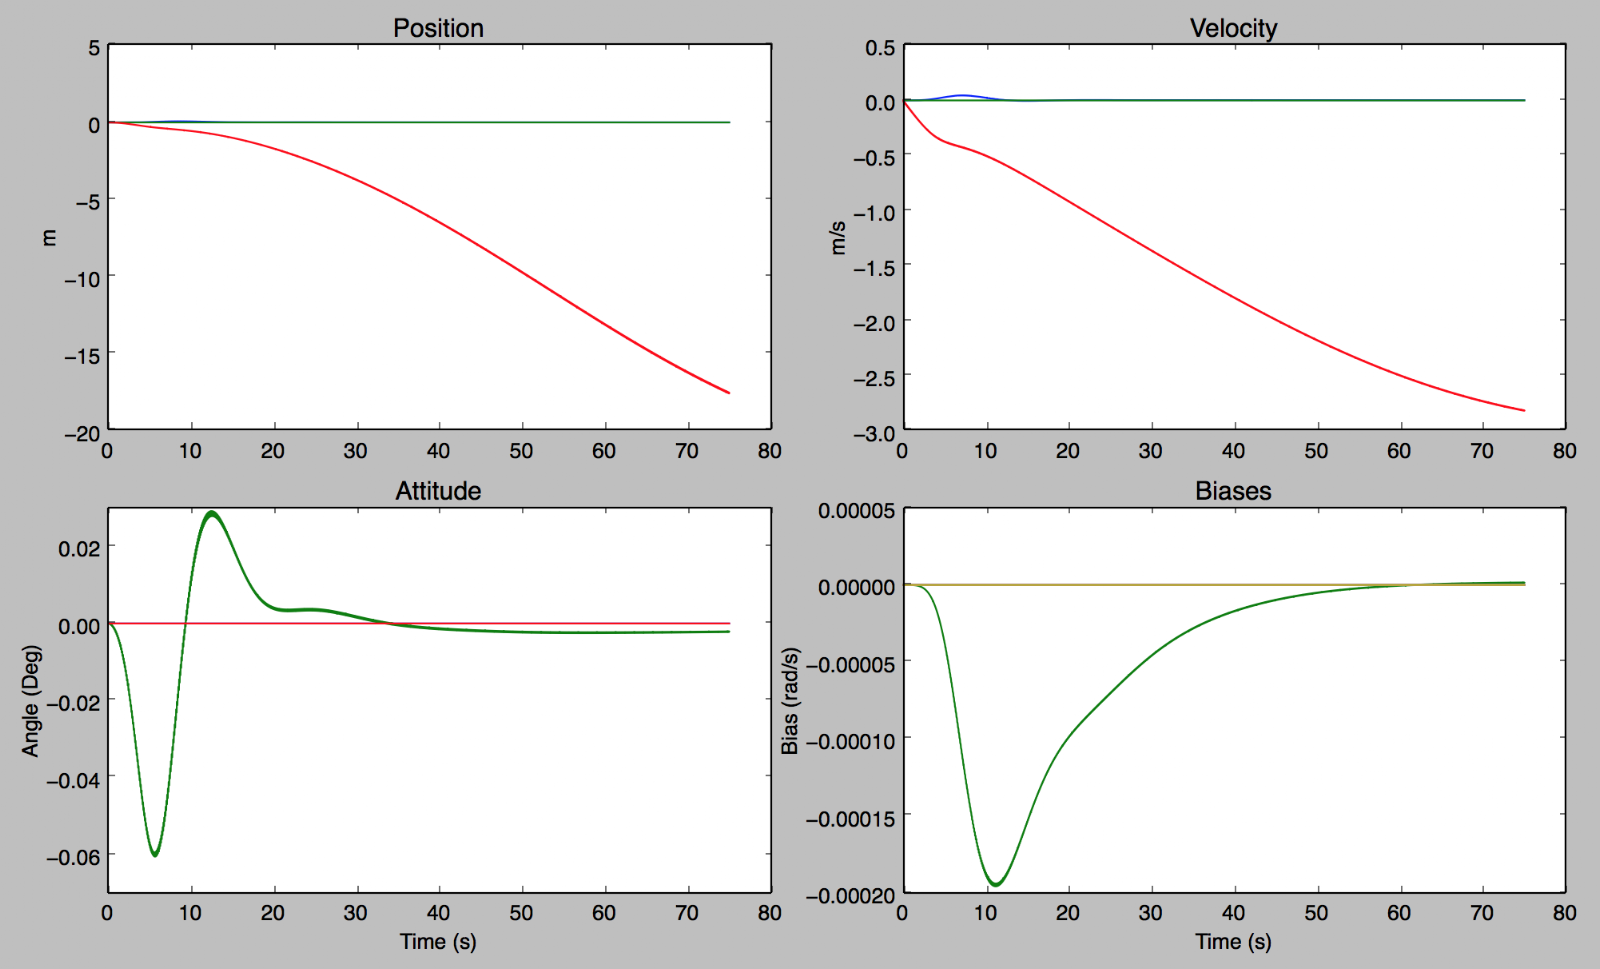 Position
5
0
−5
−10
−15
−20
m
0 10 20 30 40 50 60 70 80
Velocity
0.5
0.0
−0.5
−1.0
−1.5
−2.0
−2.5
−3.0
m/s
0 10 20 30 40 50 60 70 80
Attitude
0.02
0.00
−0.02
−0.04
−0.06
Angle (Deg)
0 10 20 30 40 50 60 70 80
Time (s)
Biases
0.00005
0.00000
−0.00005
−0.00010
−0.00015
−0.00020
Bias (rad/s)
0 10 20 30 40 50 60 70 80
Time (s)